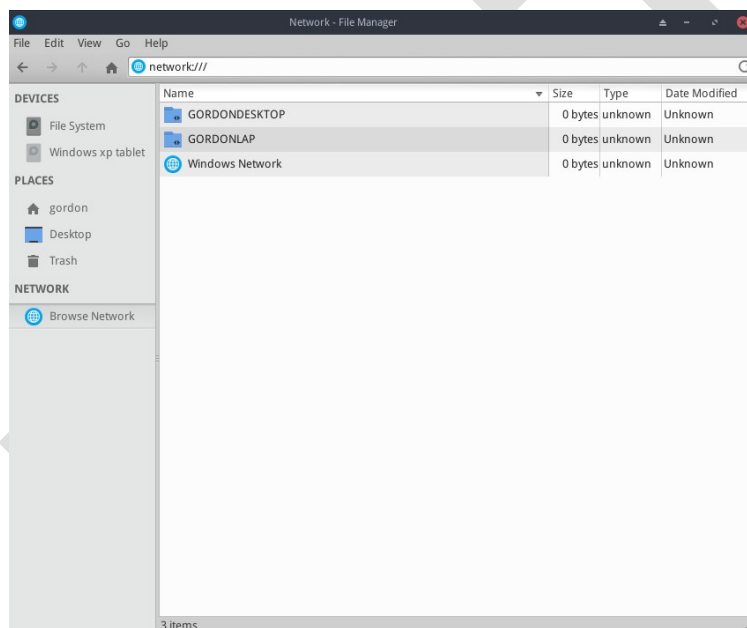 Network - File Manager
File Edit View Go Help
network:///
DEVICES
File System
Windows xp tablet
PLACES
gordon
Desktop
Trash
NETWORK
Browse Network
Name Size Type Date Modified
GORDONDESKTOP 0 bytes unknown Unknown
GORDONLAP 0 bytes unknown Unknown
Windows Network 0 bytes unknown Unknown
3 items